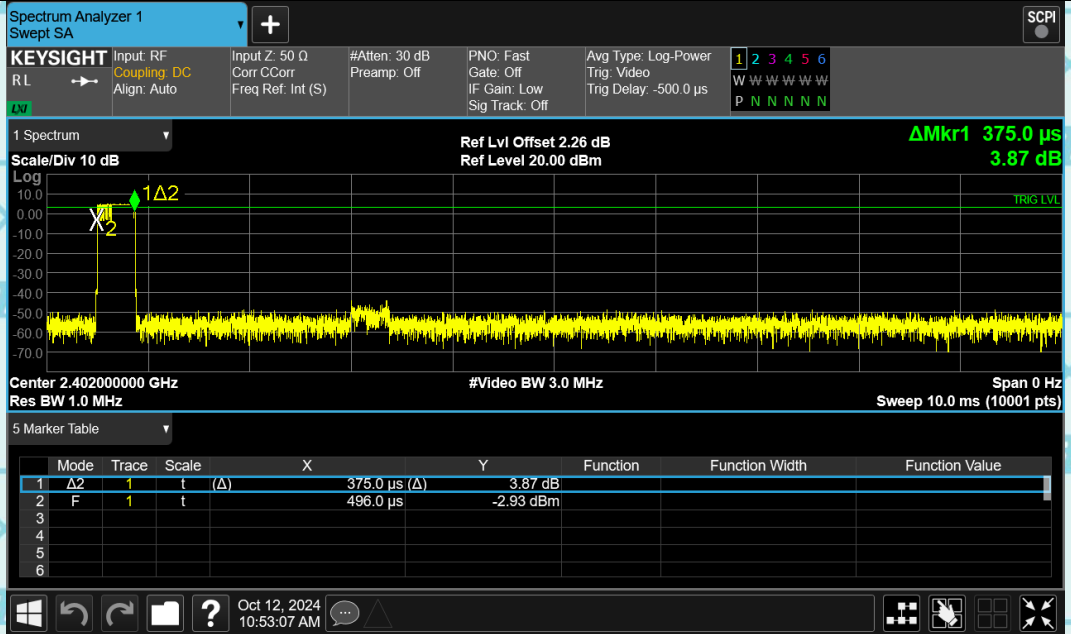 Spectrum Analyzer 1
Swept SA
+
SCPI
KEYSIGHT
R L
LXI
Input: RF
Coupling: DC
Align: Auto
Input Z: 50 Ω
Corr CCorr
Freq Ref: Int (S)
#Atten: 30 dB
Preamp: Off
PNO: Fast
Gate: Off
IF Gain: Low
Sig Track: Off
Avg Type: Log-Power
Trig: Video
Trig Delay: -500.0 µs
1 2 3 4 5 6
W W W W W W
P N N N N N
1 Spectrum
Scale/Div 10 dB
Ref Lvl Offset 2.26 dB
Ref Level 20.00 dBm
ΔMkr1 375.0 µs
3.87 dB
Log
10.0
0.00
-10.0
-20.0
-30.0
-40.0
-50.0
-60.0
-70.0
1Δ2
X2
TRIG LVL
Center 2.402000000 GHz
#Video BW 3.0 MHz
Span 0 Hz
Res BW 1.0 MHz
Sweep 10.0 ms (10001 pts)
5 Marker Table
Mode Trace Scale X Y Function Function Width Function Value
1 Δ2 1 t (Δ) 375.0 µs (Δ) 3.87 dB
2 F 1 t 496.0 µs -2.93 dBm
3
4
5
6
?
Oct 12, 2024
10:53:07 AM